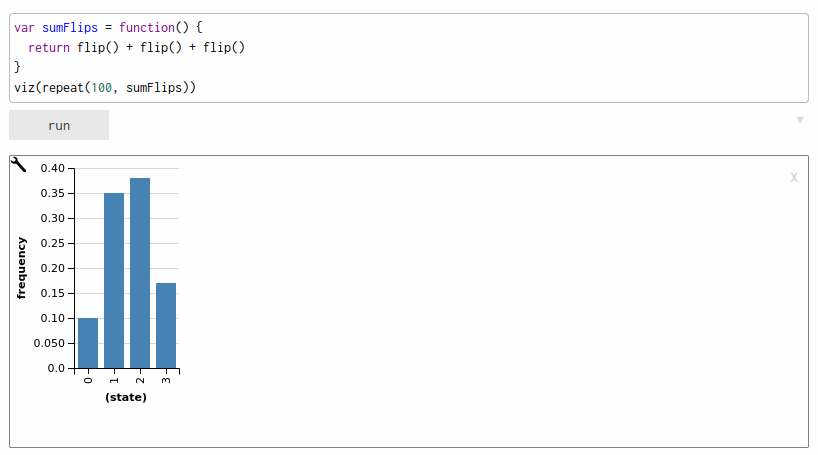 var sumFlips = function() {
  return flip() + flip() + flip()
}
viz(repeat(100, sumFlips))
run
▼
X
0.40
0.35
0.30
0.25
0.20
0.15
0.10
0.050
0.0
frequency
0 1 2 3
(state)